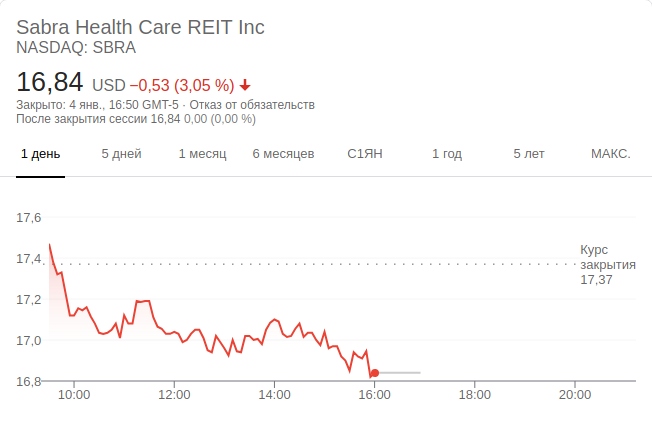 Sabra Health Care REIT Inc
NASDAQ: SBRA
16,84 USD −0,53 (3,05 %)
Закрыто: 4 янв., 16:50 GMT-5 · Отказ от обязательств
После закрытия сессии 16,84 0,00 (0,00 %)
1 день 5 дней 1 месяц 6 месяцев С1ЯН 1 год 5 лет МАКС.
17,6
17,4
17,2
17,0
16,8
Курс
закрытия
17,37
10:00 12:00 14:00 16:00 18:00 20:00